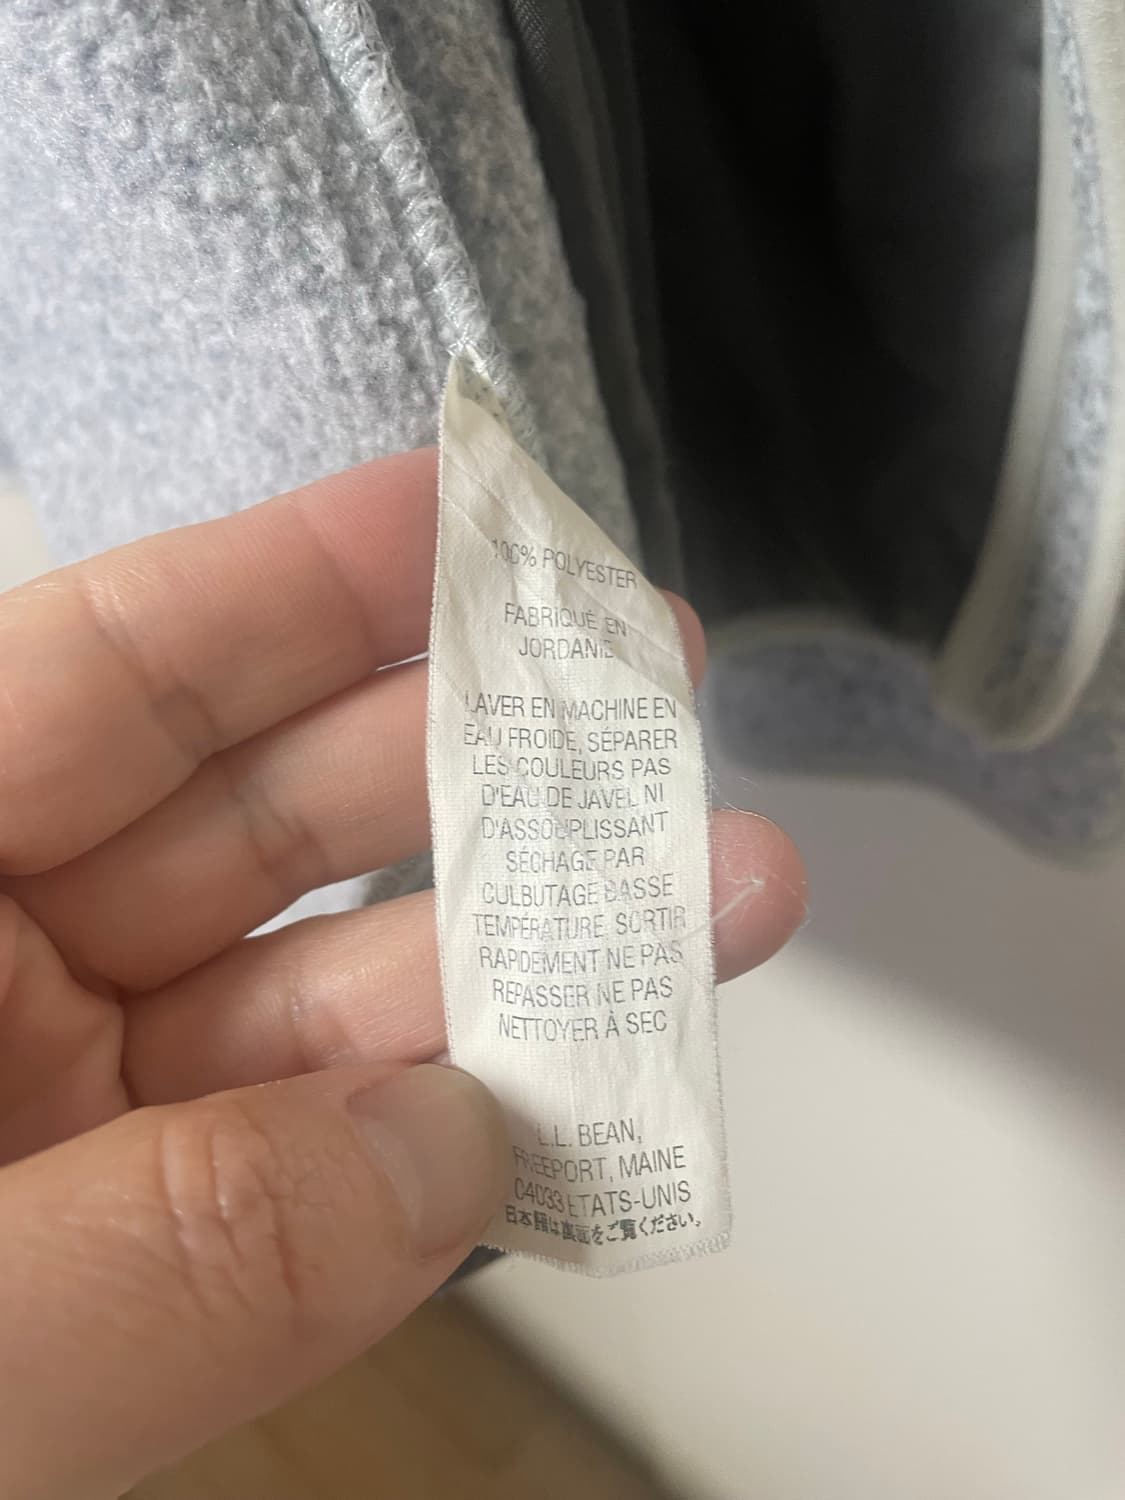 100% POLYESTER
FABRIQUÉ EN
JORDANIE
LAVER EN MACHINE EN
EAU FROIDE, SÉPARER
LES COULEURS PAS
D'EAU DE JAVEL NI
D'ASSOUPLISSANT
SÉCHAGE PAR
CULBUTAGE BASSE
TEMPÉRATURE. SORTIR
RAPIDEMENT NE PAS
REPASSER NE PAS
NETTOYER À SEC
L.L. BEAN,
FREEPORT, MAINE
04033 ETATS-UNIS
日本語は裏面をご覧ください。